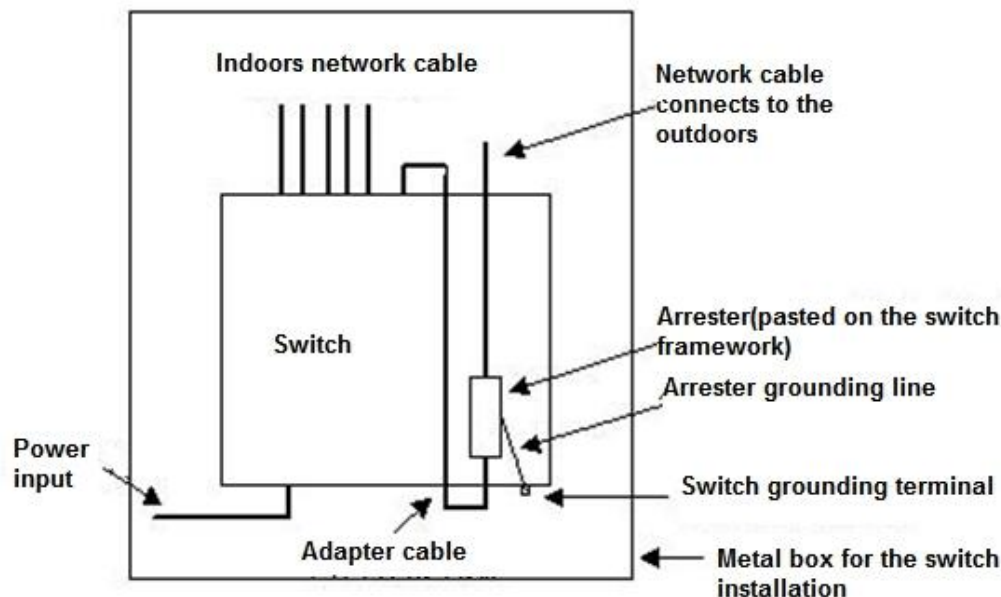 Indoors network cable
Network cable
connects to the
outdoors
Switch
Arrester(pasted on the switch
framework)
Arrester grounding line
Power
input
Switch grounding terminal
Adapter cable
Metal box for the switch
installation